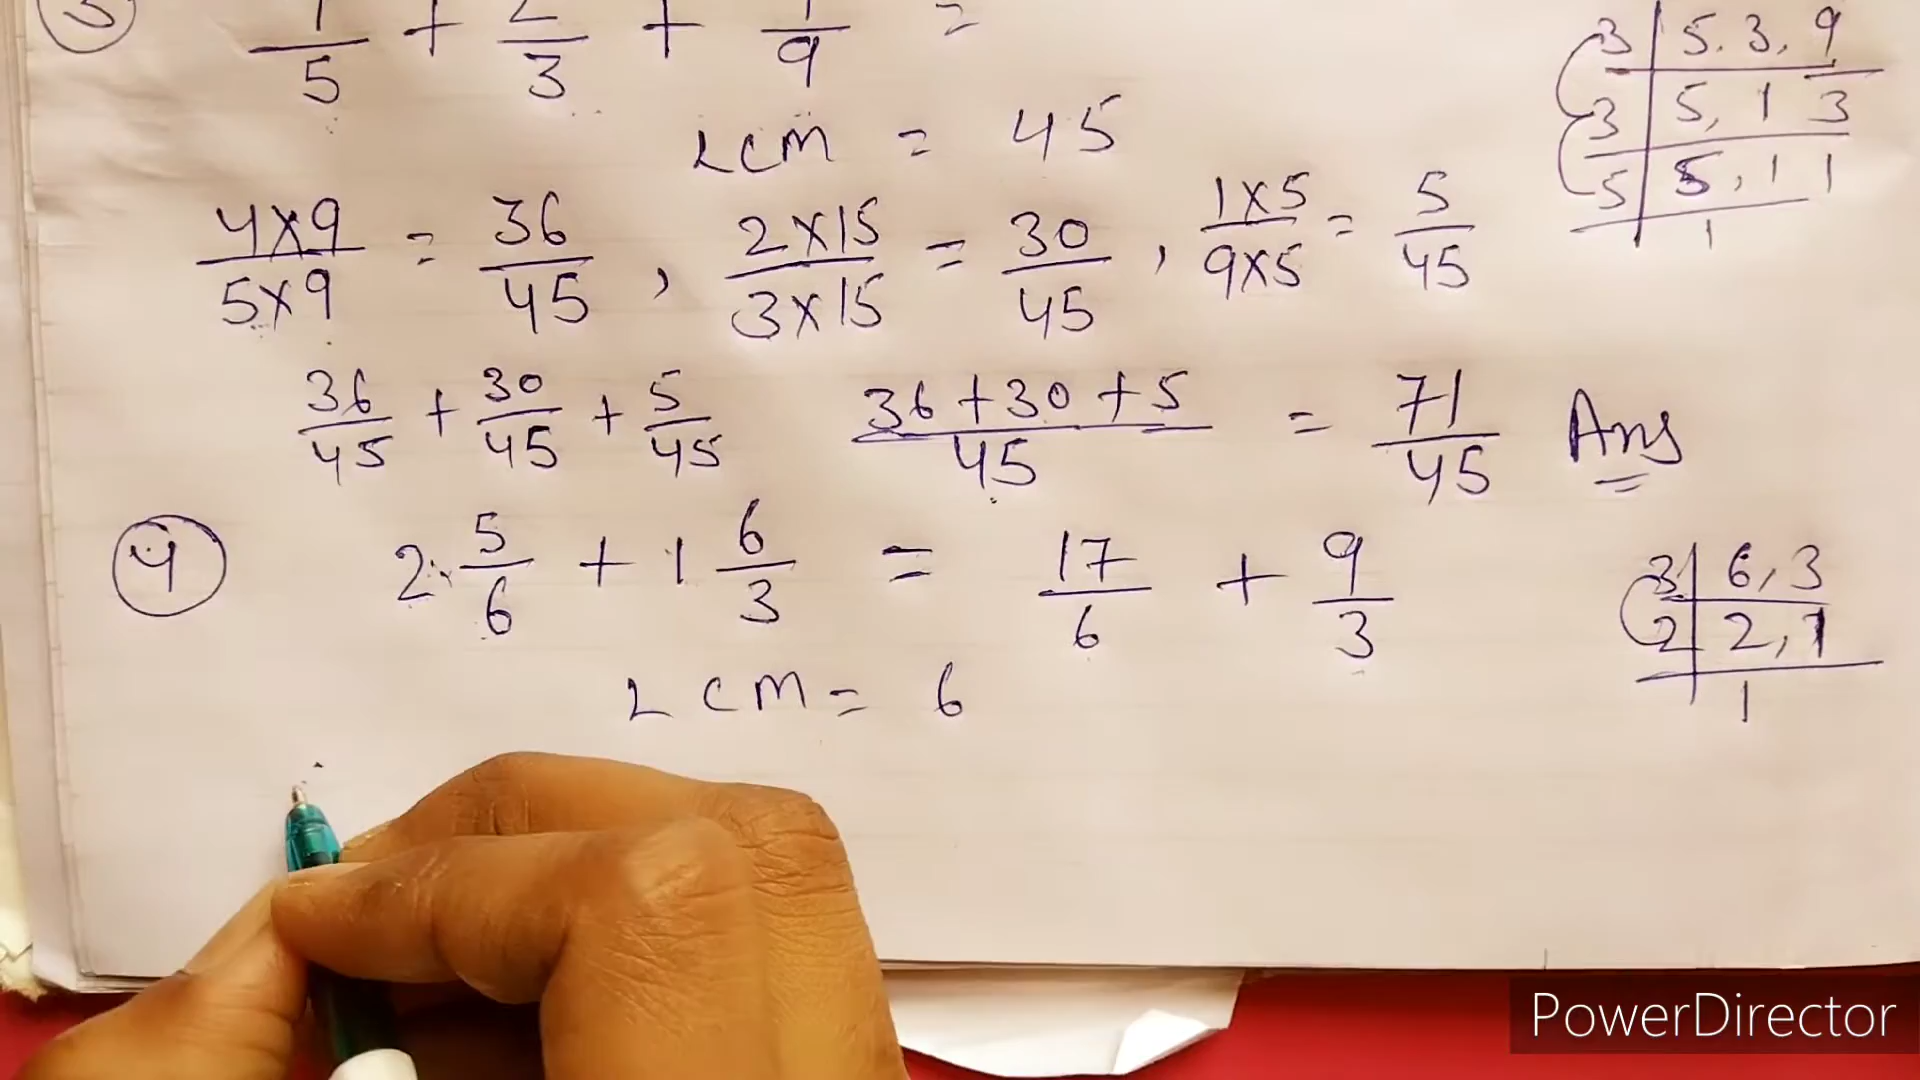 3 /5 + 2/3 + 1/9 =
3 | 5, 3, 9
3 | 5, 1 3
5 | 5, 1 1
1
LCM = 45
4×9/5×9 = 36/45 , 2×15/3×15 = 30/45 , 1×5/9×5 = 5/45
36/45 + 30/45 + 5/45 36+30+5/45 = 71/45 Ans
4 2 5/6 + 1 6/3 = 17/6 + 9/3
3 | 6, 3
2 | 2, 1
1
LCM = 6
PowerDirector